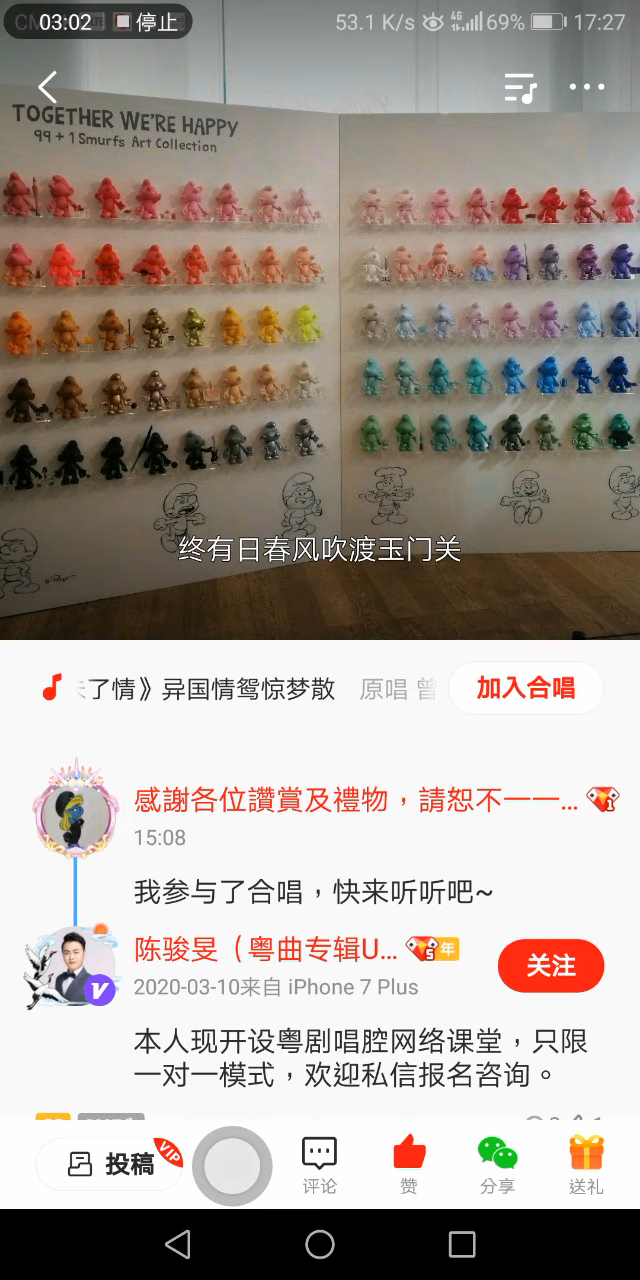 03:02 停止 53.1 K/s 4G 69% 17:27
TOGETHER WE'RE HAPPY
99 + 1 Smurfs Art Collection
终有日春风吹渡玉门关
了情》异国情鸳惊梦散 原唱 曾 加入合唱
感謝各位讚賞及禮物，請恕不一一... 1
15:08
我参与了合唱，快来听听吧~
陈骏旻（粤曲专辑U... 5 年
关注
2020-03-10来自 iPhone 7 Plus
本人现开设粤剧唱腔网络课堂，只限
一对一模式，欢迎私信报名咨询。
投稿 VIP 评论 赞 分享 送礼